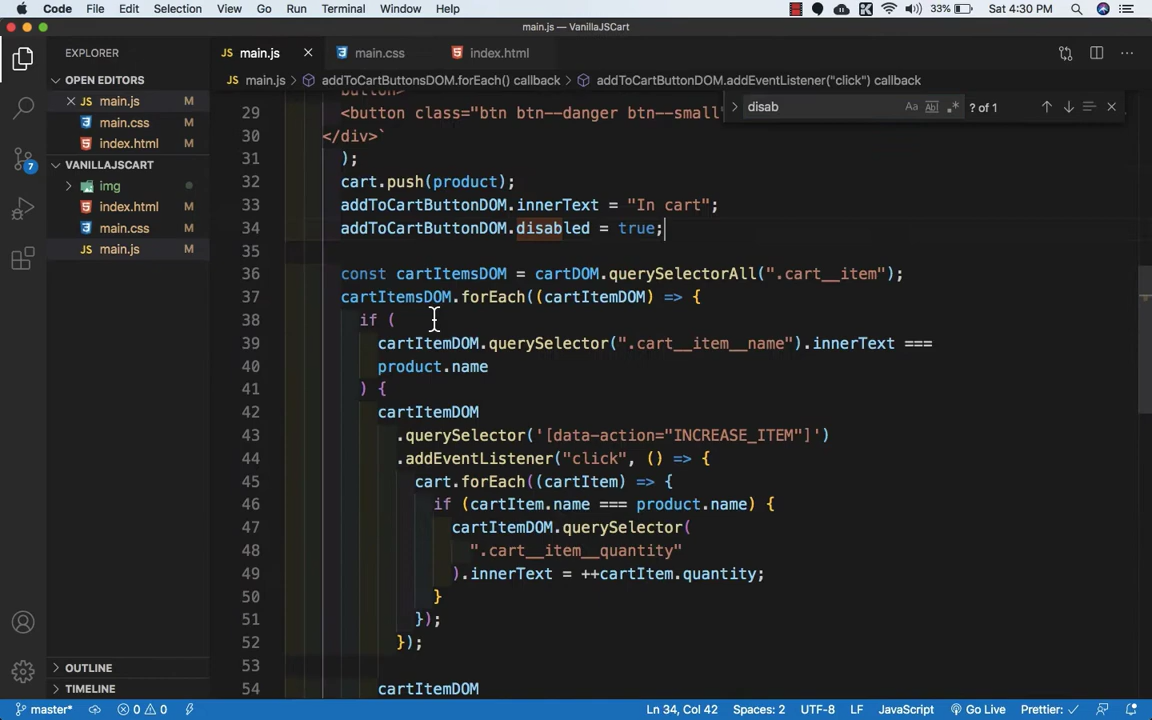 Code File Edit Selection View Go Run Terminal Window Help 33% Sat 4:30 PM
main.js — VanillaJSCart
EXPLORER
main.js
main.css
index.html
OPEN EDITORS
main.js M
main.css M
index.html M
VANILLAJSCART
img
index.html M
main.css M
main.js M
OUTLINE
TIMELINE
main.js > addToCartButtonsDOM.forEach() callback > addToCartButtonDOM.addEventListener("click") callback
disab Aa Ab| .* ? of 1
button>
29 <button class="btn btn--danger btn--small"
30 </div>`
31 );
32 cart.push(product);
33 addToCartButtonDOM.innerText = "In cart";
34 addToCartButtonDOM.disabled = true;
35
36 const cartItemsDOM = cartDOM.querySelectorAll(".cart__item");
37 cartItemsDOM.forEach((cartItemDOM) => {
38 if (
39 cartItemDOM.querySelector(".cart__item__name").innerText ===
40 product.name
41 ) {
42 cartItemDOM
43 .querySelector('[data-action="INCREASE_ITEM"]')
44 .addEventListener("click", () => {
45 cart.forEach((cartItem) => {
46 if (cartItem.name === product.name) {
47 cartItemDOM.querySelector(
48 ".cart__item__quantity"
49 ).innerText = ++cartItem.quantity;
50 }
51 });
52 });
53
54 cartItemDOM
7
master* 0 0 Ln 34, Col 42 Spaces: 2 UTF-8 LF JavaScript Go Live Prettier: ✓